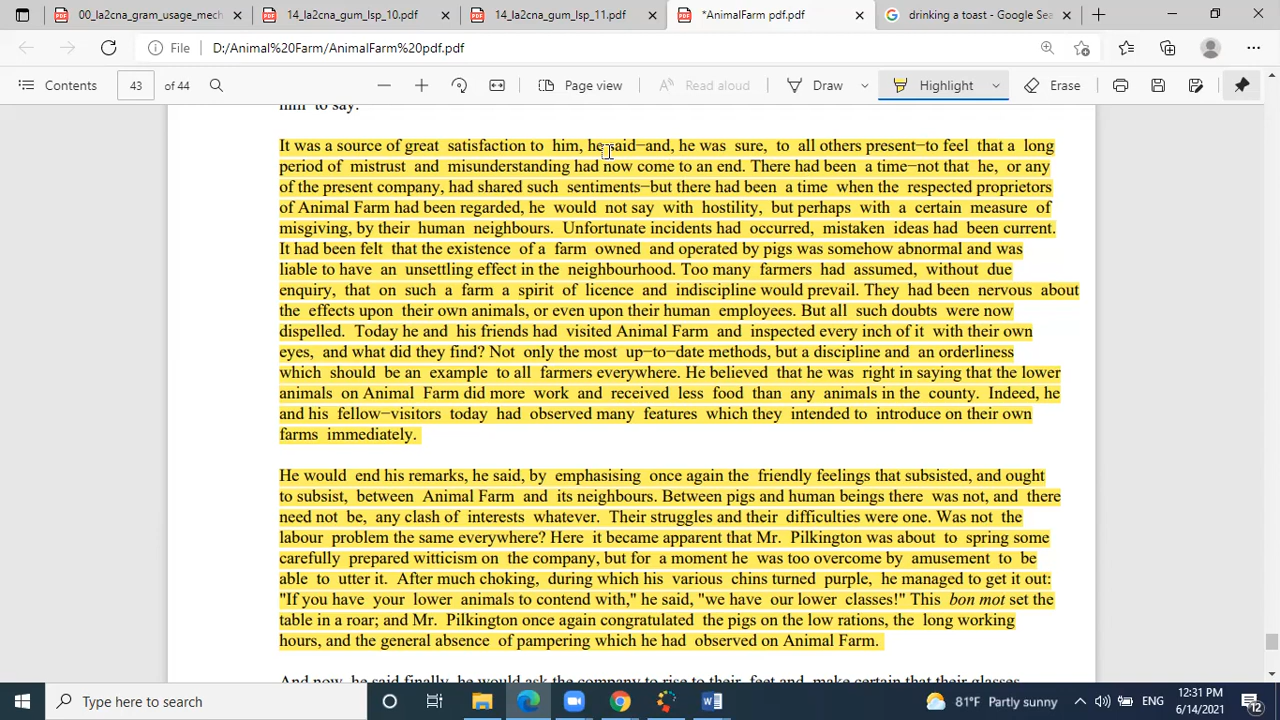 00_la2cna_gram_usage_mech
14_la2cna_gum_lsp_10.pdf
14_la2cna_gum_lsp_11.pdf
*AnimalFarm pdf.pdf
drinking a toast - Google Sea
File
D:/Animal%20Farm/AnimalFarm%20pdf.pdf
Contents
43
of 44
Page view
Read aloud
Draw
Highlight
Erase
him to say:
It was a source of great satisfaction to him, he said−and, he was sure, to all others present−to feel that a long
period of mistrust and misunderstanding had now come to an end. There had been a time−not that he, or any
of the present company, had shared such sentiments−but there had been a time when the respected proprietors
of Animal Farm had been regarded, he would not say with hostility, but perhaps with a certain measure of
misgiving, by their human neighbours. Unfortunate incidents had occurred, mistaken ideas had been current.
It had been felt that the existence of a farm owned and operated by pigs was somehow abnormal and was
liable to have an unsettling effect in the neighbourhood. Too many farmers had assumed, without due
enquiry, that on such a farm a spirit of licence and indiscipline would prevail. They had been nervous about
the effects upon their own animals, or even upon their human employees. But all such doubts were now
dispelled. Today he and his friends had visited Animal Farm and inspected every inch of it with their own
eyes, and what did they find? Not only the most up−to−date methods, but a discipline and an orderliness
which should be an example to all farmers everywhere. He believed that he was right in saying that the lower
animals on Animal Farm did more work and received less food than any animals in the county. Indeed, he
and his fellow−visitors today had observed many features which they intended to introduce on their own
farms immediately.
He would end his remarks, he said, by emphasising once again the friendly feelings that subsisted, and ought
to subsist, between Animal Farm and its neighbours. Between pigs and human beings there was not, and there
need not be, any clash of interests whatever. Their struggles and their difficulties were one. Was not the
labour problem the same everywhere? Here it became apparent that Mr. Pilkington was about to spring some
carefully prepared witticism on the company, but for a moment he was too overcome by amusement to be
able to utter it. After much choking, during which his various chins turned purple, he managed to get it out:
"If you have your lower animals to contend with," he said, "we have our lower classes!" This bon mot set the
table in a roar; and Mr. Pilkington once again congratulated the pigs on the low rations, the long working
hours, and the general absence of pampering which he had observed on Animal Farm.
And now, he said finally, he would ask the company to rise to their feet and make certain that their glasses
Type here to search
81°F Partly sunny
ENG
12:31 PM
6/14/2021
12